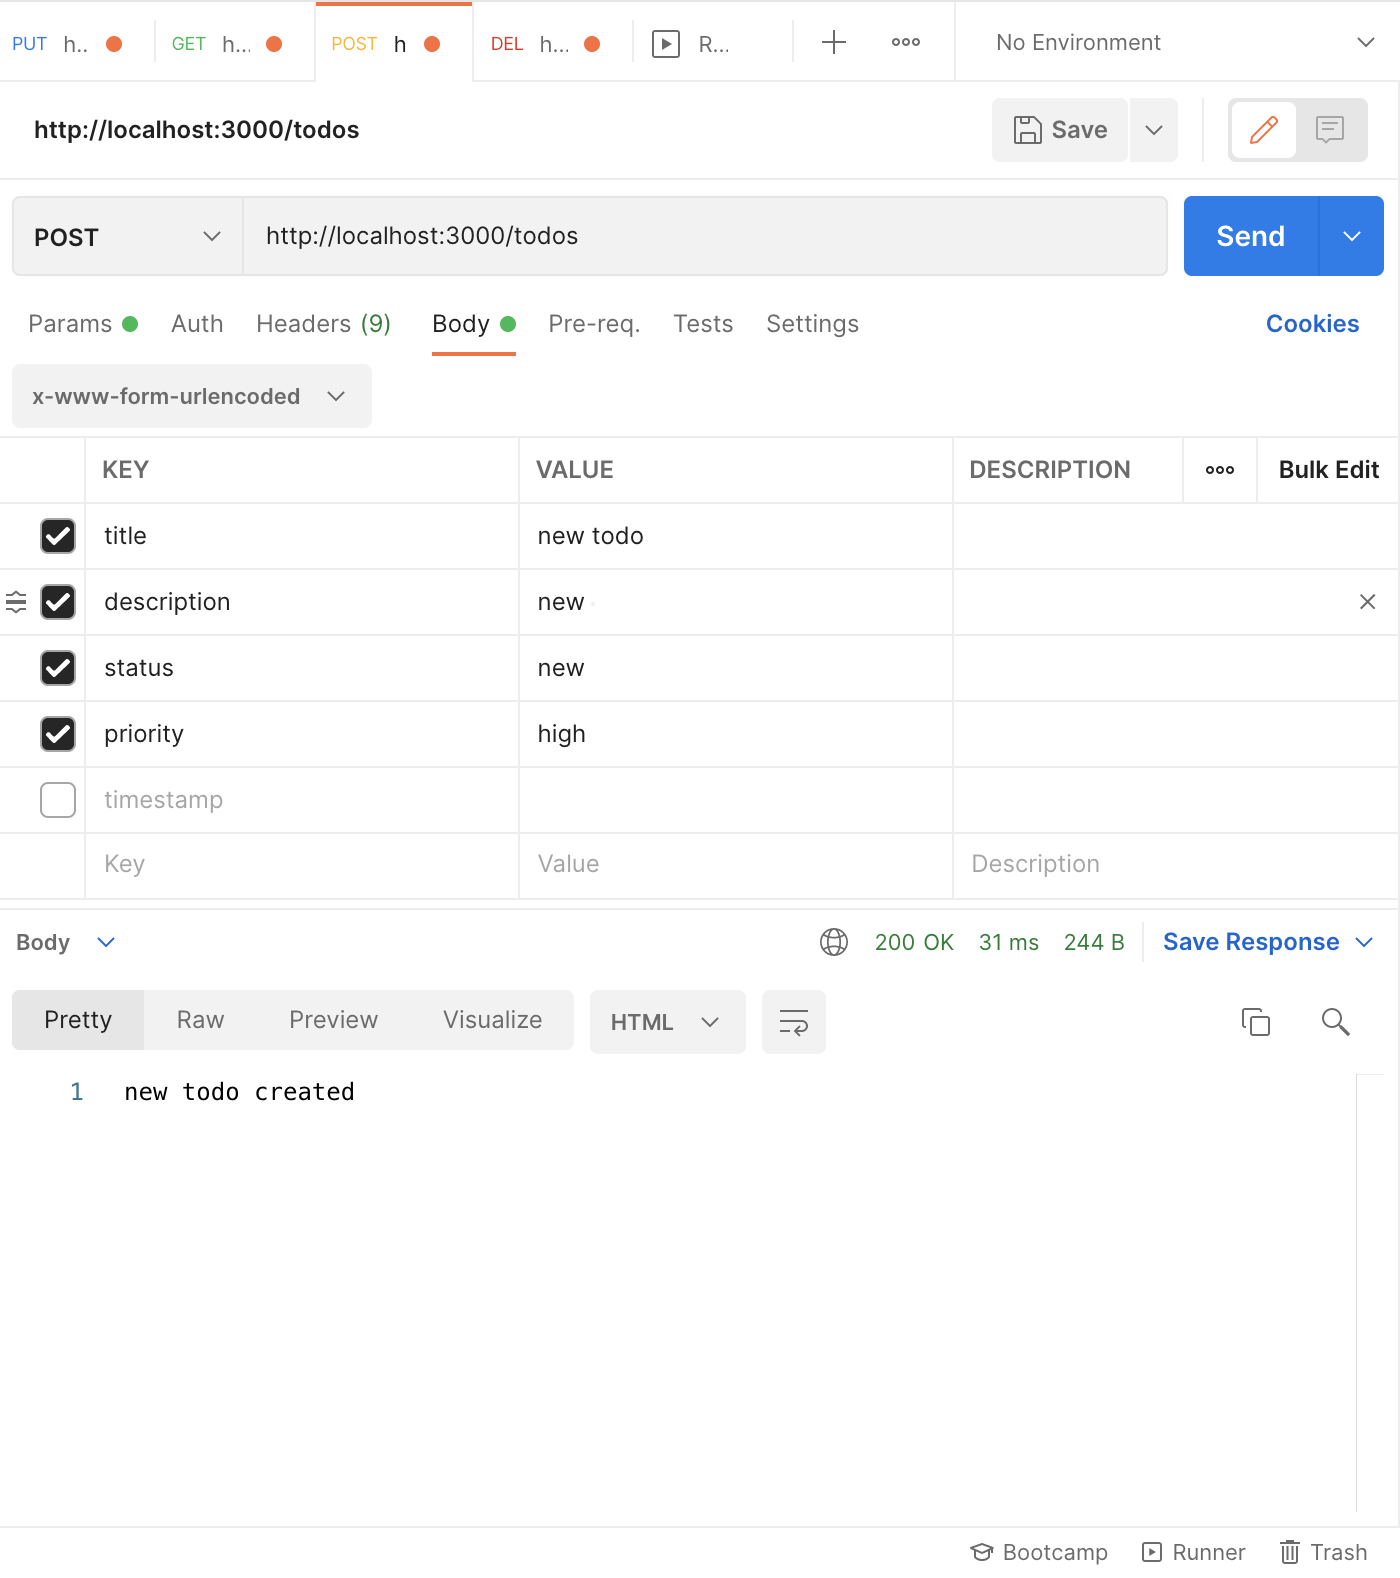 PUT h.. GET h... POST h DEL h... R... No Environment
http://localhost:3000/todos Save
POST http://localhost:3000/todos Send
Params Auth Headers (9) Body Pre-req. Tests Settings Cookies
x-www-form-urlencoded
KEY VALUE DESCRIPTION Bulk Edit
title new todo
description new
status new
priority high
timestamp
Key Value Description
Body 200 OK 31 ms 244 B Save Response
Pretty Raw Preview Visualize HTML
1 new todo created
Bootcamp Runner Trash